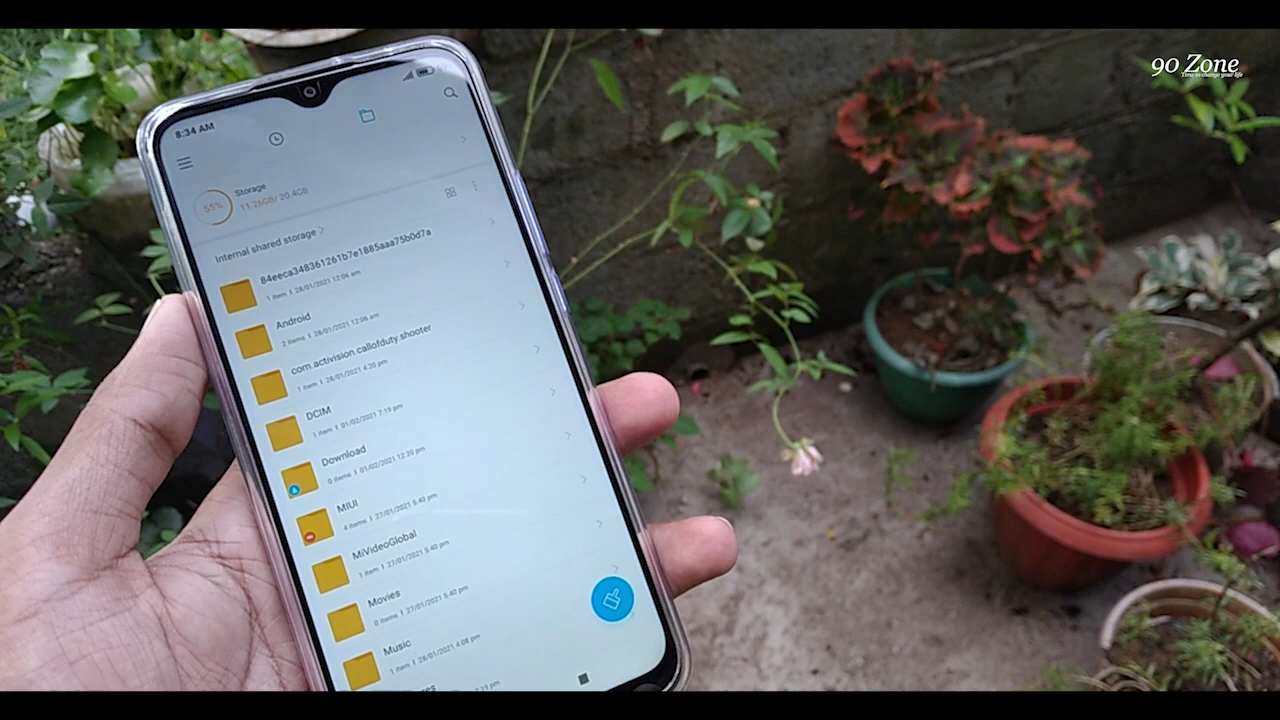 90 Zone
Time to change your life
8:34 AM
Storage
55%
11.26GB/ 20.4GB
Internal shared storage
84eeca348361261b7e1885aaa75b0d7a
1 item | 28/01/2021 12:06 am
Android
2 items | 28/01/2021 12:06 am
com.activision.callofduty.shooter
1 item | 28/01/2021 4:20 pm
DCIM
1 item | 01/02/2021 7:19 pm
Download
0 items | 01/02/2021 12:20 pm
MIUI
4 items | 27/01/2021 5:40 pm
MiVideoGlobal
1 item | 27/01/2021 5:40 pm
Movies
0 items | 27/01/2021 5:40 pm
Music
1 item | 28/01/2021 4:08 pm